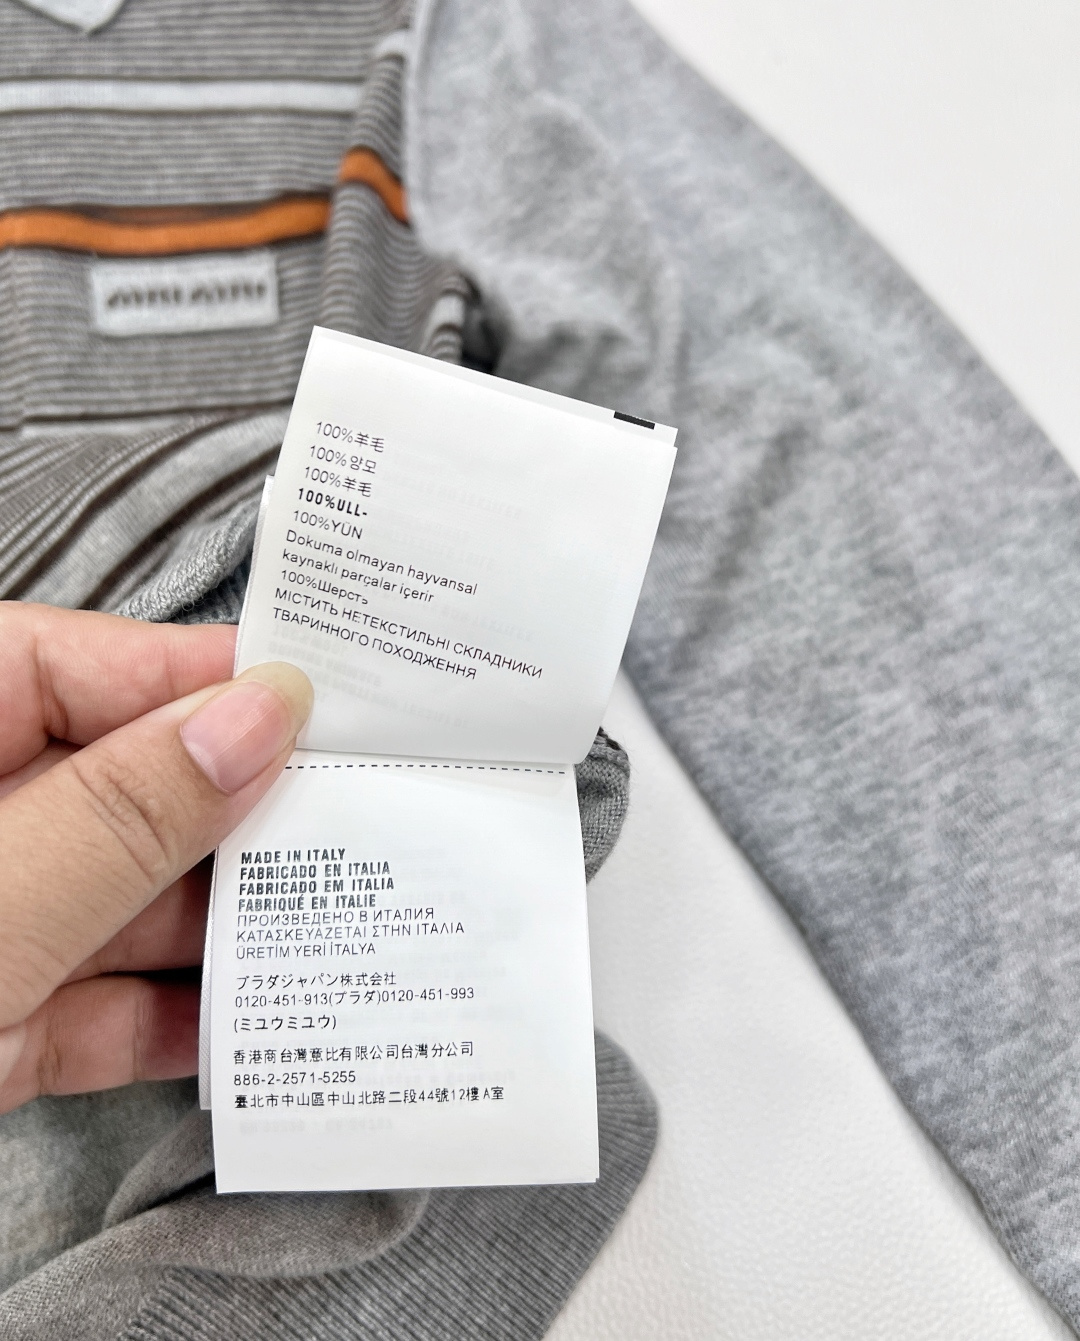 100%羊毛
100%양모
100%羊毛
100%ULL-
100%YÜN
Dokuma olmayan hayvansal
kaynaklı parçalar içerir
100%Шерсть
МІСТИТЬ НЕТЕКСТИЛЬНІ СКЛАДНИКИ
ТВАРИННОГО ПОХОДЖЕННЯ
MADE IN ITALY
FABRICADO EN ITALIA
FABRICADO EM ITALIA
FABRIQUÉ EN ITALIE
ПРОИЗВЕДЕНО В ИТАЛИЯ
ΚΑΤΑΣΚΕΥΑΖΕΤΑΙ ΣΤΗΝ ΙΤΑΛΙΑ
ÜRETİM YERİ İTALYA
プラダジャパン株式会社
0120-451-913(プラダ)0120-451-993
(ミユウミユウ)
香港商台灣意比有限公司台灣分公司
886-2-2571-5255
臺北市中山區中山北路二段44號12樓A室